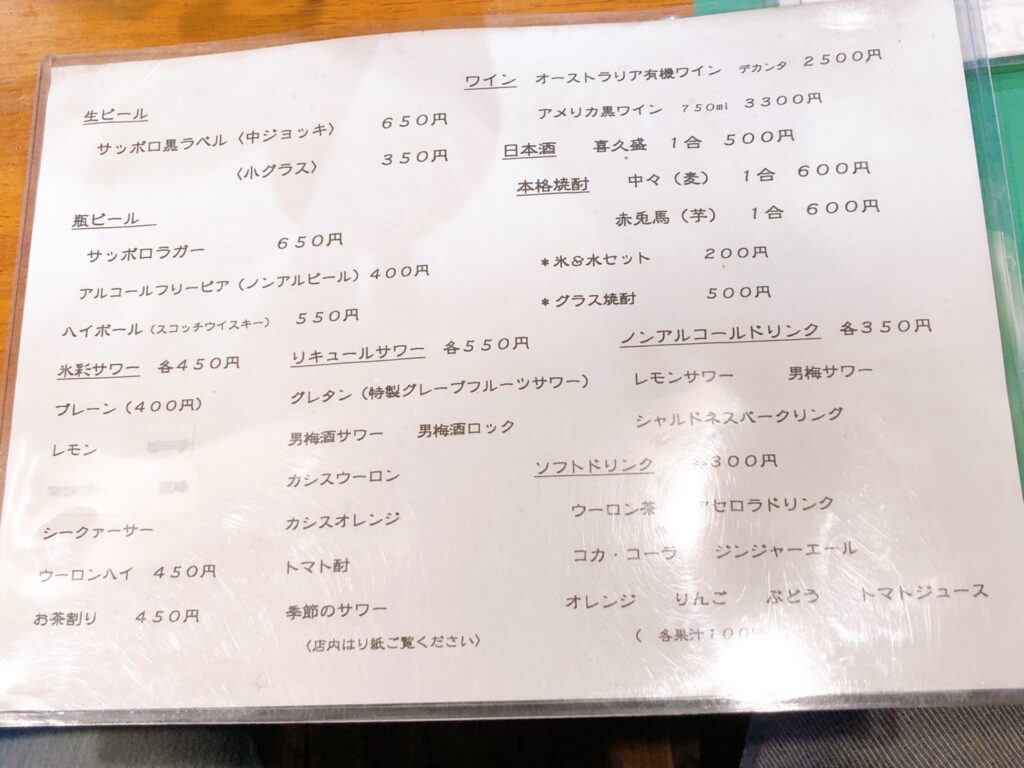 生ビール
サッポロ黒ラベル〈中ジョッキ〉 650円
〈小グラス〉 350円
瓶ビール
サッポロラガー 650円
アルコールフリービア(ノンアルビール)400円
ハイボール(スコッチウイスキー) 550円
氷彩サワー 各450円
プレーン(400円)
レモン
シークァーサー
ウーロンハイ 450円
お茶割り 450円
リキュールサワー 各550円
グレタン(特製グレープフルーツサワー)
男梅酒サワー 男梅酒ロック
カシスウーロン
カシスオレンジ
トマト酎
季節のサワー
〈店内はり紙ご覧ください〉
ワイン オーストラリア有機ワイン デカンタ 2500円
アメリカ黒ワイン 750ml 3300円
日本酒 喜久盛 1合 500円
本格焼酎 中々(麦) 1合 600円
赤兎馬(芋) 1合 600円
*氷&水セット 200円
*グラス焼酎 500円
ノンアルコールドリンク 各350円
レモンサワー 男梅サワー
シャルドネスパークリング
ソフトドリンク 各300円
ウーロン茶 アセロラドリンク
コカ・コーラ ジンジャーエール
オレンジ りんご ぶどう トマトジュース
( 各果汁100%